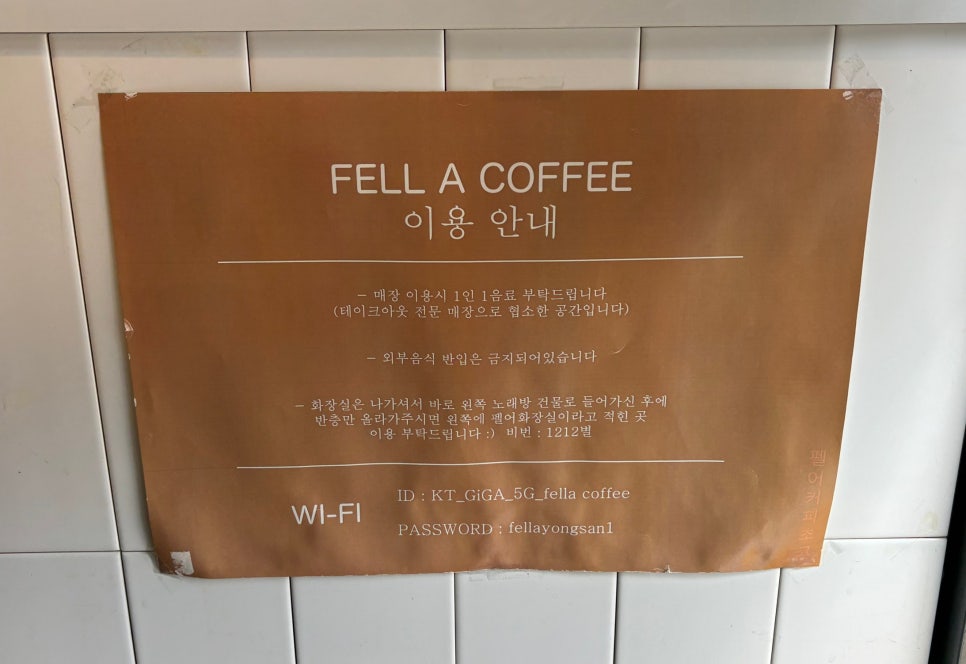 FELL A COFFEE
이용 안내
- 매장 이용시 1인 1음료 부탁드립니다
(테이크아웃 전문 매장으로 협소한 공간입니다)
- 외부음식 반입은 금지되어있습니다
- 화장실은 나가셔서 바로 왼쪽 노래방 건물로 들어가신 후에
반층만 올라가주시면 왼쪽에 펠어화장실이라고 적힌 곳
이용 부탁드립니다 :) 비번 : 1212별
WI-FI
ID : KT_GiGA_5G_fella coffee
PASSWORD : fellayongsan1